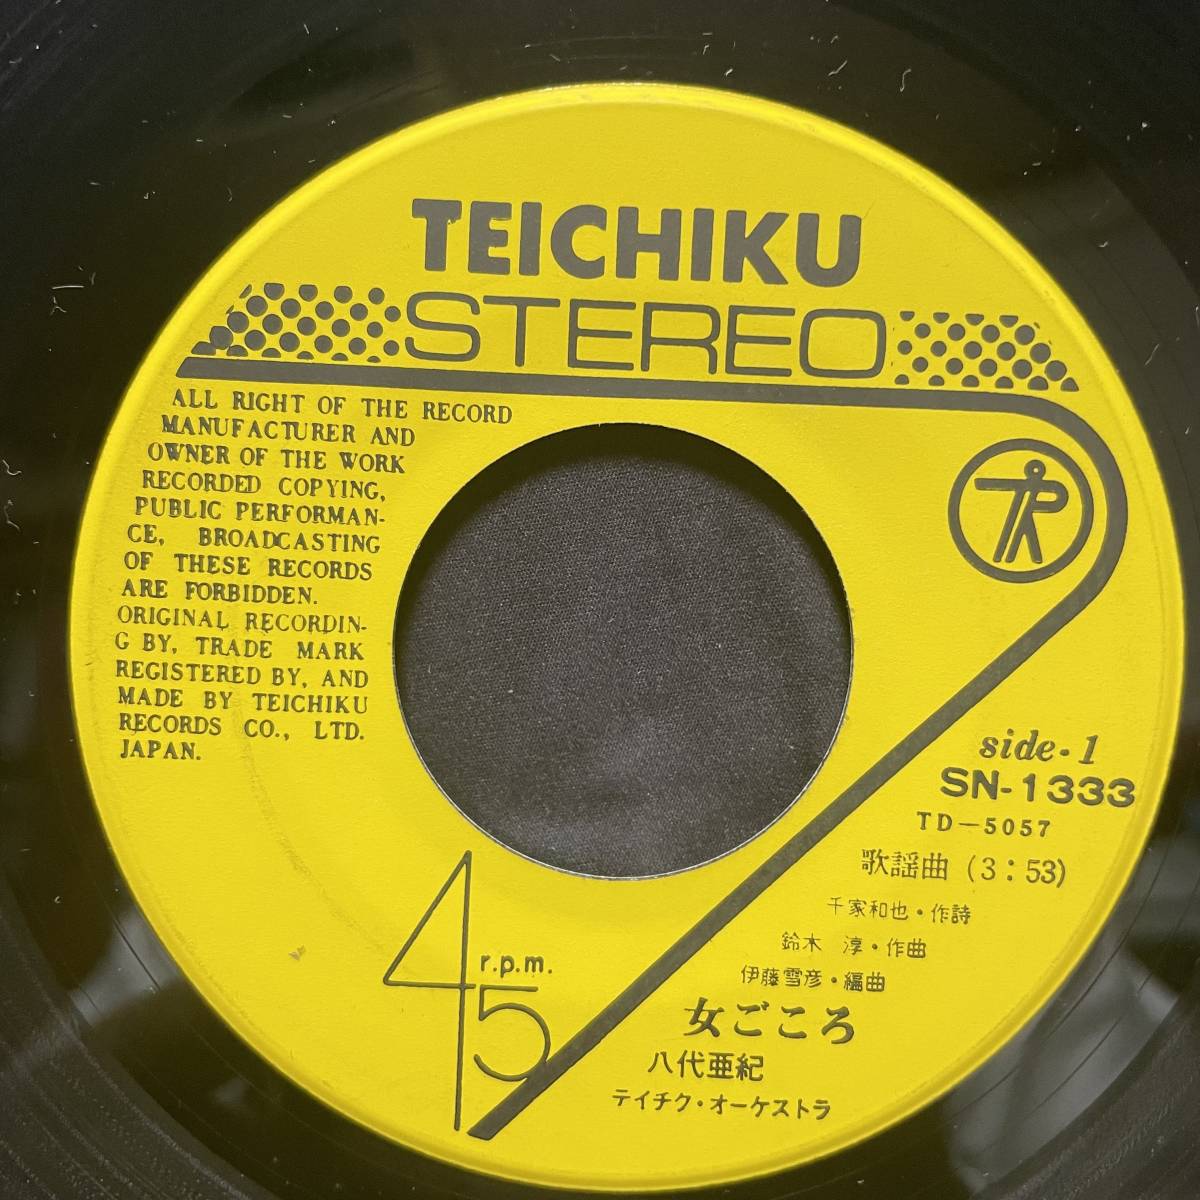 TEICHIKU
STEREO
ALL RIGHT OF THE RECORD
MANUFACTURER AND
OWNER OF THE WORK
RECORDED COPYING,
PUBLIC PERFORMAN-
CE, BROADCASTING
OF THESE RECORDS
ARE FORBIDDEN.
ORIGINAL RECORDIN-
G BY, TRADE MARK
REGISTERED BY, AND
MADE BY TEICHIKU
RECORDS CO., LTD.
JAPAN.
side・1
SN-1333
TD-5057
歌謡曲 (3:53)
千家和也・作詩
鈴木 淳・作曲
伊藤雪彦・編曲
女ごころ
八代亜紀
テイチク・オーケストラ
45 r.p.m.